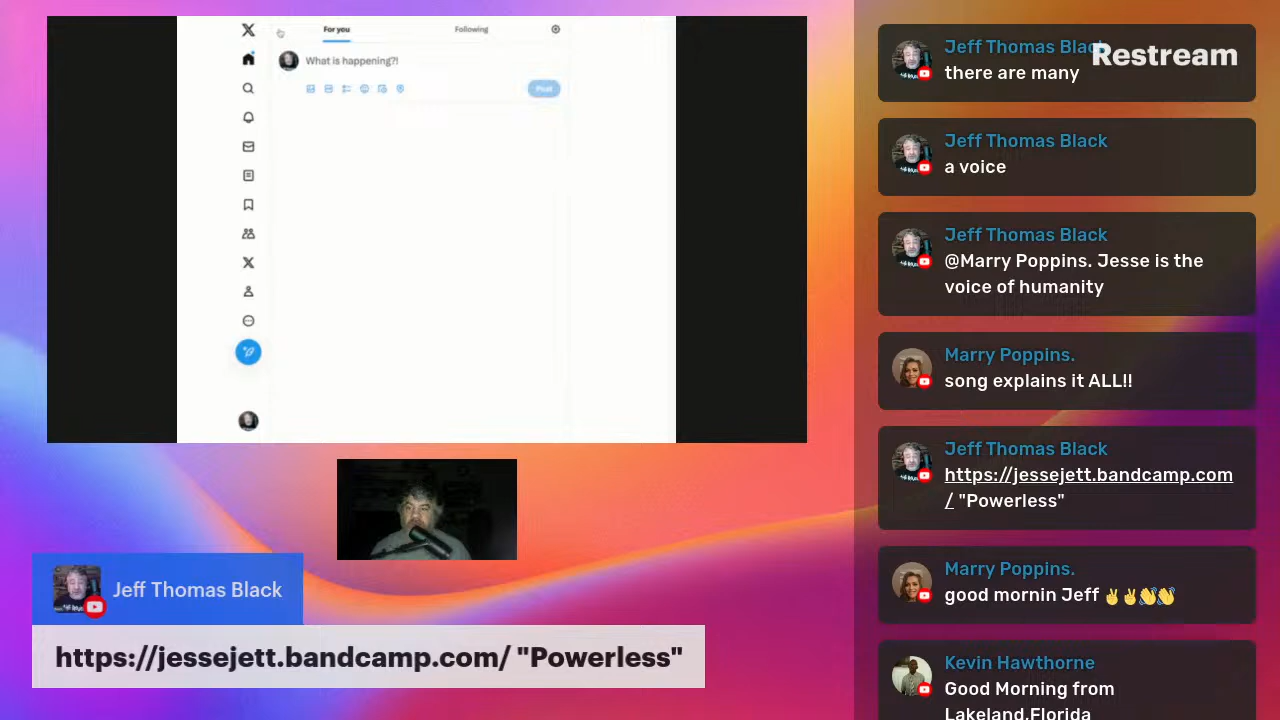 For you
Following
What is happening?!
Post
Restream
Jeff Thomas Black
there are many
Jeff Thomas Black
a voice
Jeff Thomas Black
@Marry Poppins. Jesse is the
voice of humanity
Marry Poppins.
song explains it ALL!!
Jeff Thomas Black
https://jessejett.bandcamp.com
/ "Powerless"
Marry Poppins.
good mornin Jeff ✌✌👋👋
Kevin Hawthorne
Good Morning from
Lakeland,Florida
Jeff Thomas Black
https://jessejett.bandcamp.com/ "Powerless"